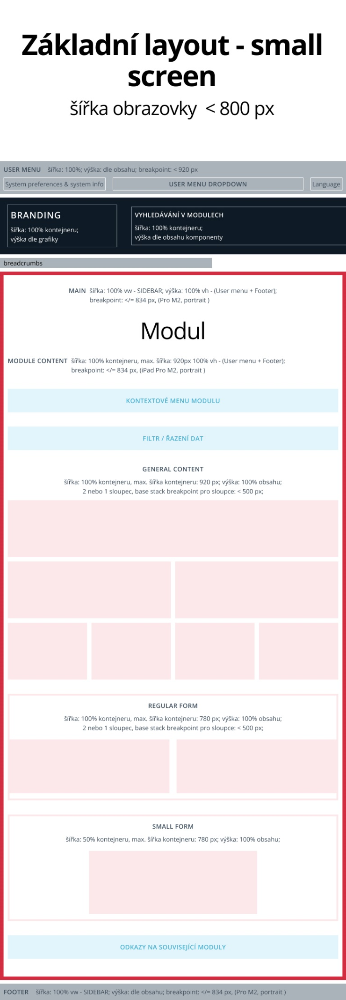 Základní layout - small
screen
šířka obrazovky < 800 px
USER MENU šířka: 100%; výška: dle obsahu; breakpoint: < 920 px
System preferences & system info USER MENU DROPDOWN Language
BRANDING
šířka: 100% kontejneru;
výška dle grafiky
VYHLEDÁVÁNÍ V MODULECH
šířka: 100% kontejneru;
výška dle obsahu komponenty
breadcrumbs
MAIN šířka: 100% vw - SIDEBAR; výška: 100% vh - (User menu + Footer);
breakpoint: </= 834 px, (Pro M2, portrait )
Modul
MODULE CONTENT šířka: 100% kontejneru, max. šířka: 920px 100% vh - (User menu + Footer);
breakpoint: </= 834 px, (iPad Pro M2, portrait )
KONTEXTOVÉ MENU MODULU
FILTR / ŘAZENÍ DAT
GENERAL CONTENT
šířka: 100% kontejneru, max. šířka kontejneru: 920 px; výška: 100% obsahu;
2 nebo 1 sloupec, base stack breakpoint pro sloupce: < 500 px;
REGULAR FORM
šířka: 100% kontejneru, max. šířka kontejneru: 780 px; výška: 100% obsahu;
2 nebo 1 sloupec, base stack breakpoint pro sloupce: < 500 px;
SMALL FORM
šířka: 50% kontejneru, max. šířka kontejneru: 780 px; výška: 100% obsahu;
ODKAZY NA SOUVISEJÍCÍ MODULY
FOOTER šířka: 100% vw - SIDEBAR; výška: dle obsahu; breakpoint: </= 834 px, (Pro M2, portrait )